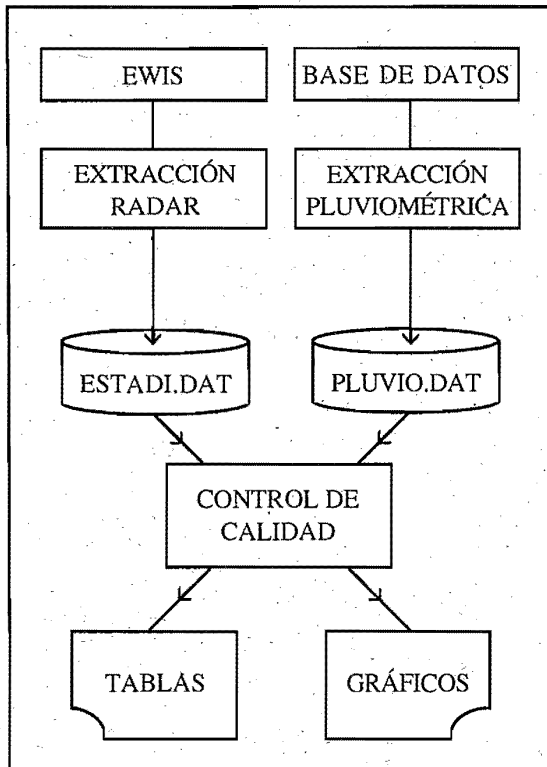 EWIS
BASE DE DATOS
EXTRACCIÓN
RADAR
EXTRACCIÓN
PLUVIOMÉTRICA
ESTADI.DAT
PLUVIO.DAT
CONTROL DE
CALIDAD
TABLAS
GRÁFICOS